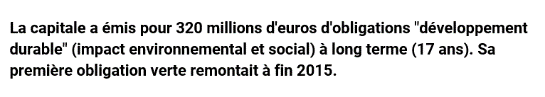 La capitale a émis pour 320 millions d'euros d'obligations "développement
durable" (impact environnemental et social) à long terme (17 ans). Sa
première obligation verte remontait à fin 2015.